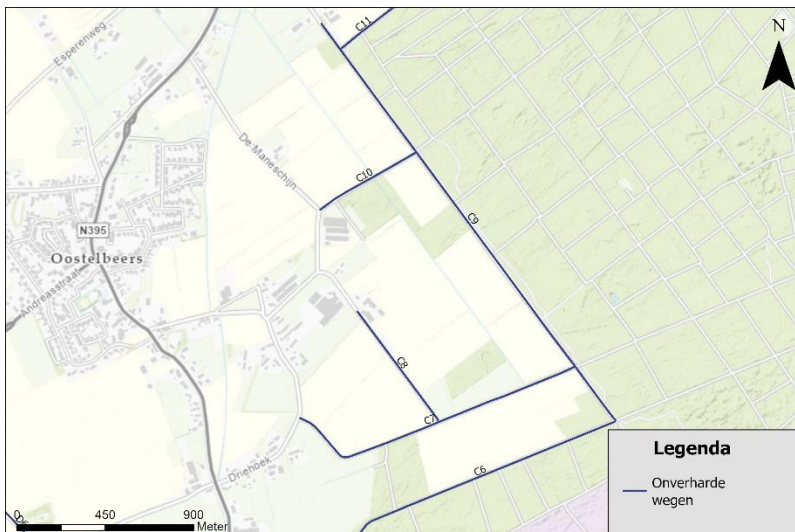 C11
N
Esperenweg
De Maneschijn
C10
C9
N395
Oostelbeers
Andreasstraat
C8
C7
Driehoek
C6
Legenda
Onverharde
wegen
0 450 900
Meter